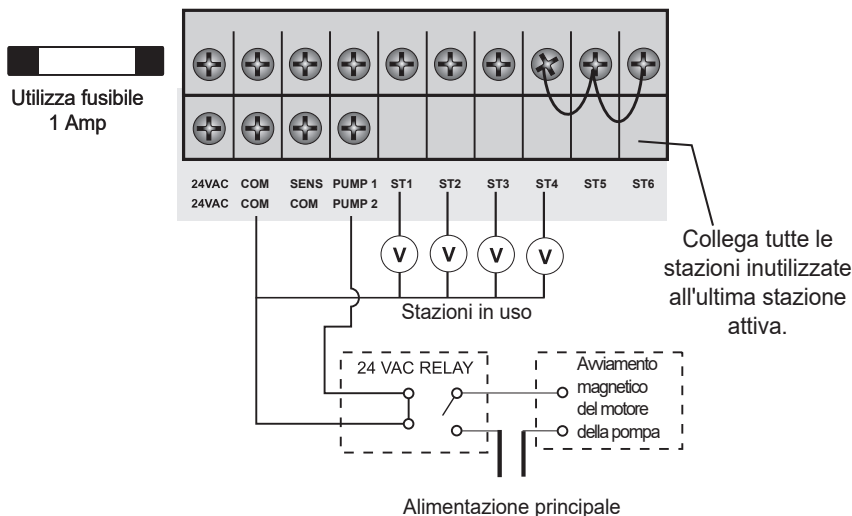 Utilizza fusibile
1 Amp
24VAC COM SENS PUMP 1 ST1 ST2 ST3 ST4 ST5 ST6
24VAC COM COM PUMP 2
V V V V
Stazioni in uso
Collega tutte le
stazioni inutilizzate
all'ultima stazione
attiva.
24 VAC RELAY
Avviamento
magnetico
del motore
della pompa
Alimentazione principale